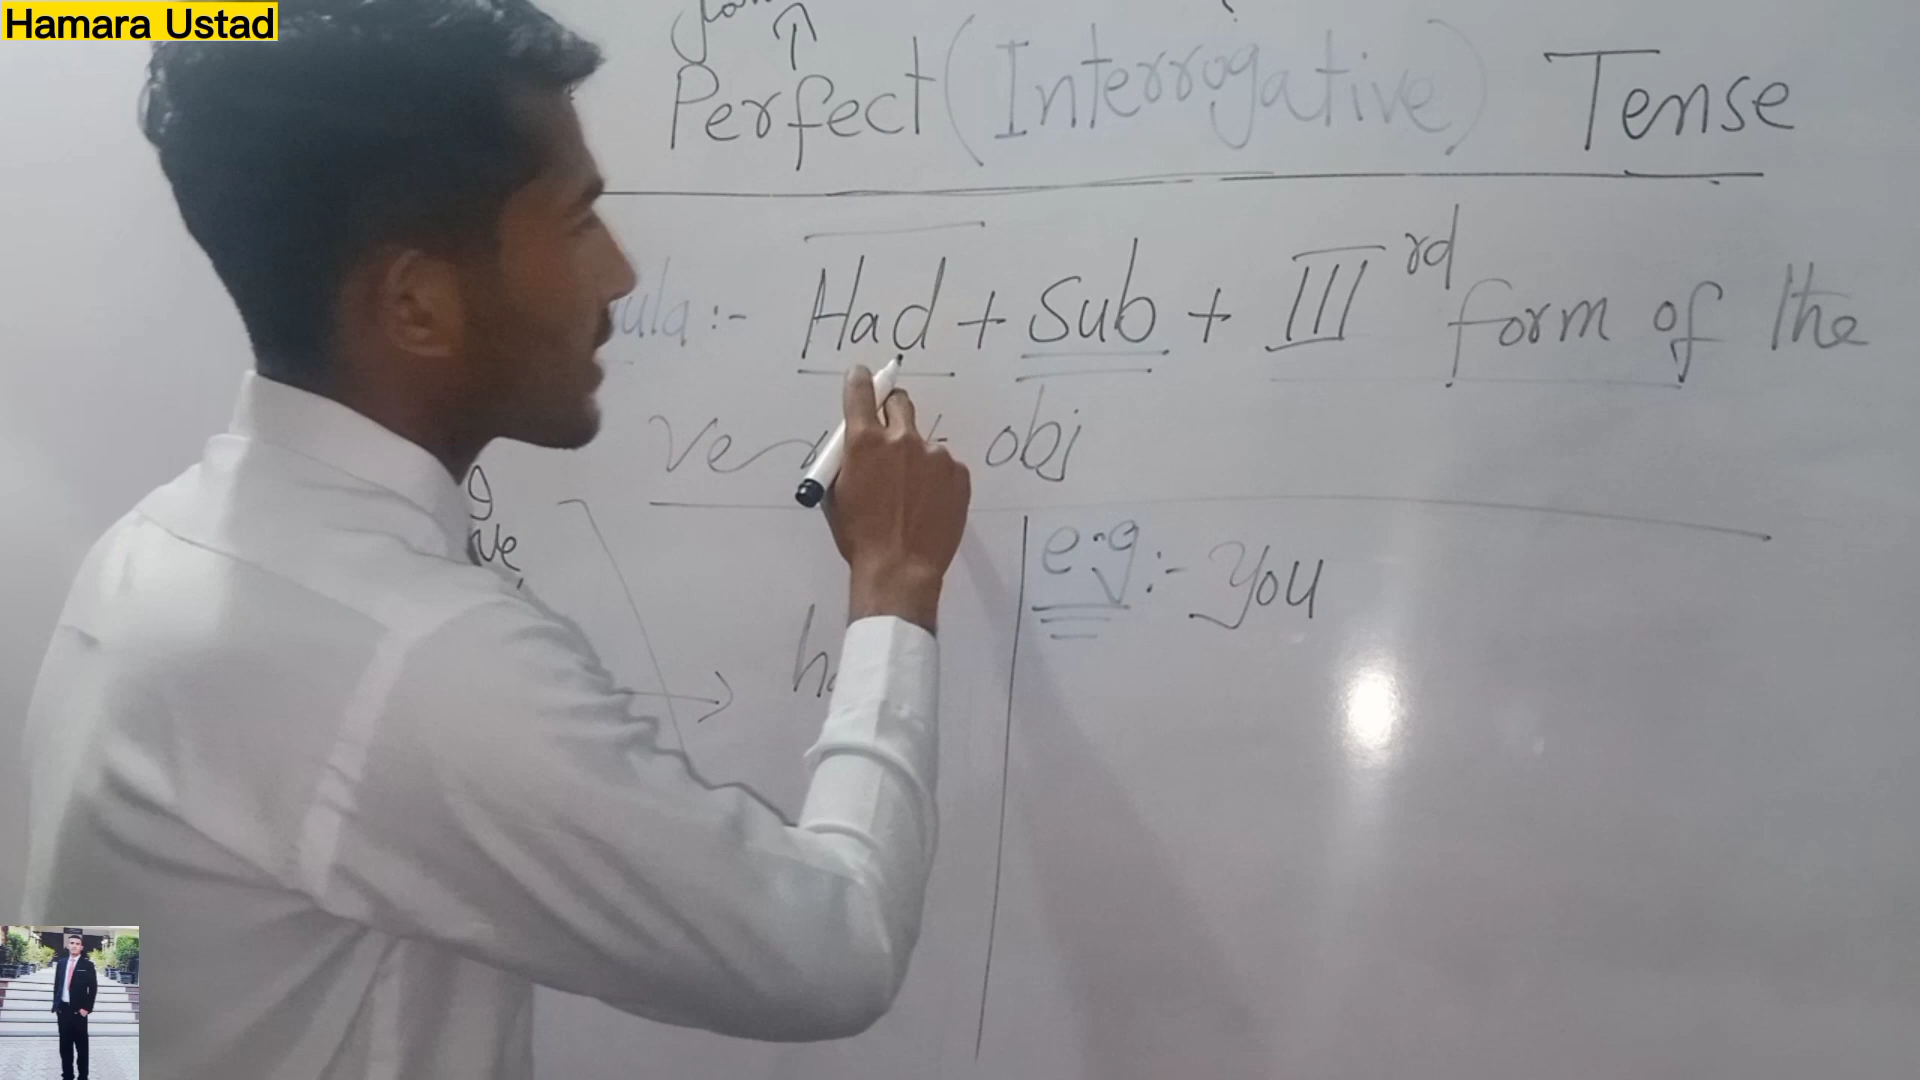 Hamara Ustad
Perfect (Interrogative) Tense
:- Had + Sub + III rd form of the
obj
e.g :- You